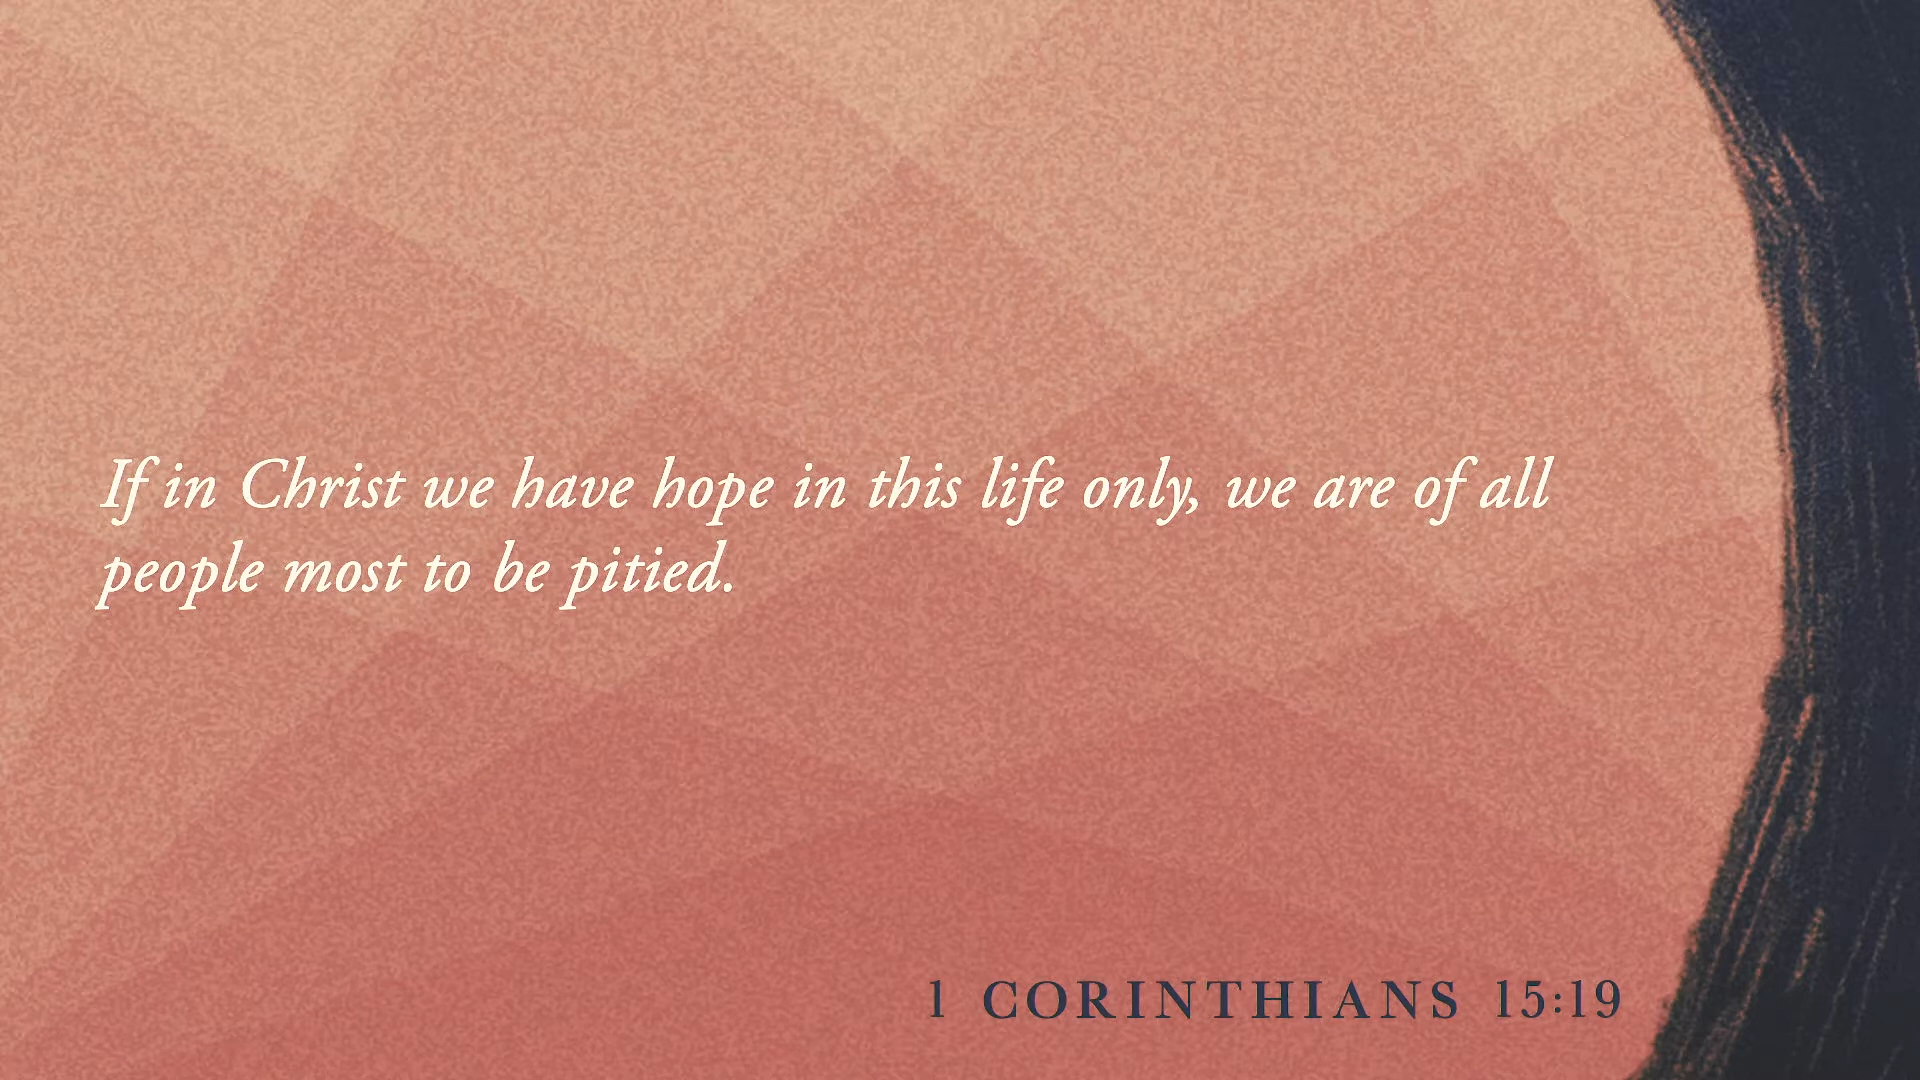 If in Christ we have hope in this life only, we are of all
people most to be pitied.
1 CORINTHIANS 15:19